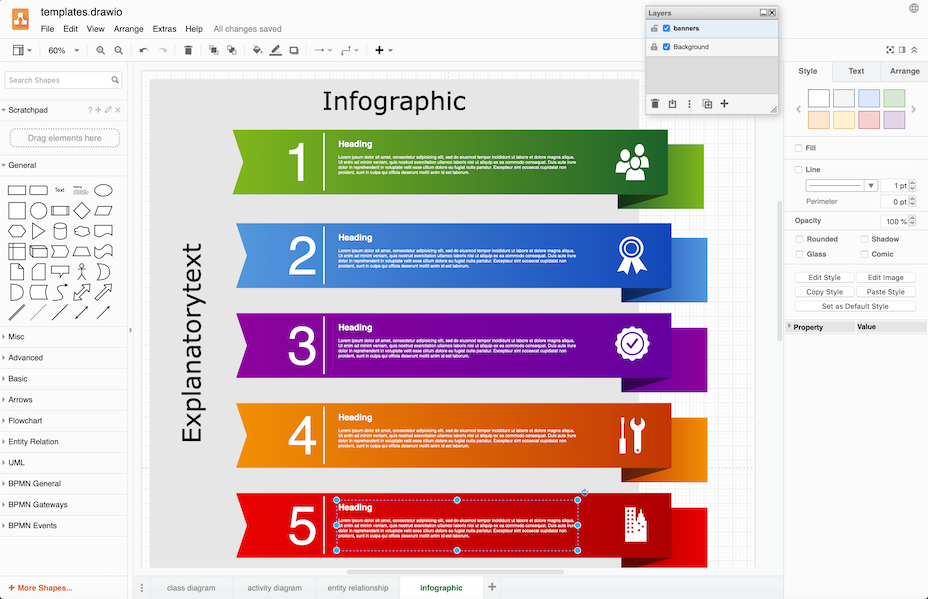 templates.drawio
File Edit View Arrange Extras Help All changes saved
60%
Search Shapes
Scratchpad
Drag elements here
General
Text
Heading
Misc
Advanced
Basic
Arrows
Flowchart
Entity Relation
UML
BPMN General
BPMN Gateways
BPMN Events
+ More Shapes...
Infographic
Explanatorytext
1
Heading
Lorem ipsum dolor sit amet, consectetur adipisicing elit, sed do eiusmod tempor incididunt ut labore et dolore magna aliqua.
Ut enim ad minim veniam, quis nostrud exercitation ullamco laboris nisi ut aliquip ex ea commodo consequat. Duis aute irure
dolor in reprehenderit in voluptate velit esse cillum dolore eu fugiat nulla pariatur. Excepteur sint occaecat cupidatat non
proident, sunt in culpa qui officia deserunt mollit anim id est laborum.
2
Heading
Lorem ipsum dolor sit amet, consectetur adipisicing elit, sed do eiusmod tempor incididunt ut labore et dolore magna aliqua.
Ut enim ad minim veniam, quis nostrud exercitation ullamco laboris nisi ut aliquip ex ea commodo consequat. Duis aute irure
dolor in reprehenderit in voluptate velit esse cillum dolore eu fugiat nulla pariatur. Excepteur sint occaecat cupidatat non
proident, sunt in culpa qui officia deserunt mollit anim id est laborum.
3
Heading
Lorem ipsum dolor sit amet, consectetur adipisicing elit, sed do eiusmod tempor incididunt ut labore et dolore magna aliqua.
Ut enim ad minim veniam, quis nostrud exercitation ullamco laboris nisi ut aliquip ex ea commodo consequat. Duis aute irure
dolor in reprehenderit in voluptate velit esse cillum dolore eu fugiat nulla pariatur. Excepteur sint occaecat cupidatat non
proident, sunt in culpa qui officia deserunt mollit anim id est laborum.
4
Heading
Lorem ipsum dolor sit amet, consectetur adipisicing elit, sed do eiusmod tempor incididunt ut labore et dolore magna aliqua.
Ut enim ad minim veniam, quis nostrud exercitation ullamco laboris nisi ut aliquip ex ea commodo consequat. Duis aute irure
dolor in reprehenderit in voluptate velit esse cillum dolore eu fugiat nulla pariatur. Excepteur sint occaecat cupidatat non
proident, sunt in culpa qui officia deserunt mollit anim id est laborum.
5
Heading
Lorem ipsum dolor sit amet, consectetur adipisicing elit, sed do eiusmod tempor incididunt ut labore et dolore magna aliqua.
Ut enim ad minim veniam, quis nostrud exercitation ullamco laboris nisi ut aliquip ex ea commodo consequat. Duis aute irure
dolor in reprehenderit in voluptate velit esse cillum dolore eu fugiat nulla pariatur. Excepteur sint occaecat cupidatat non
proident, sunt in culpa qui officia deserunt mollit anim id est laborum.
class diagram activity diagram entity relationship infographic
Layers
banners
Background
Style Text Arrange
Fill
Line
1 pt
Perimeter 0 pt
Opacity 100 %
Rounded Shadow
Glass Comic
Edit Style Edit Image
Copy Style Paste Style
Set as Default Style
Property Value